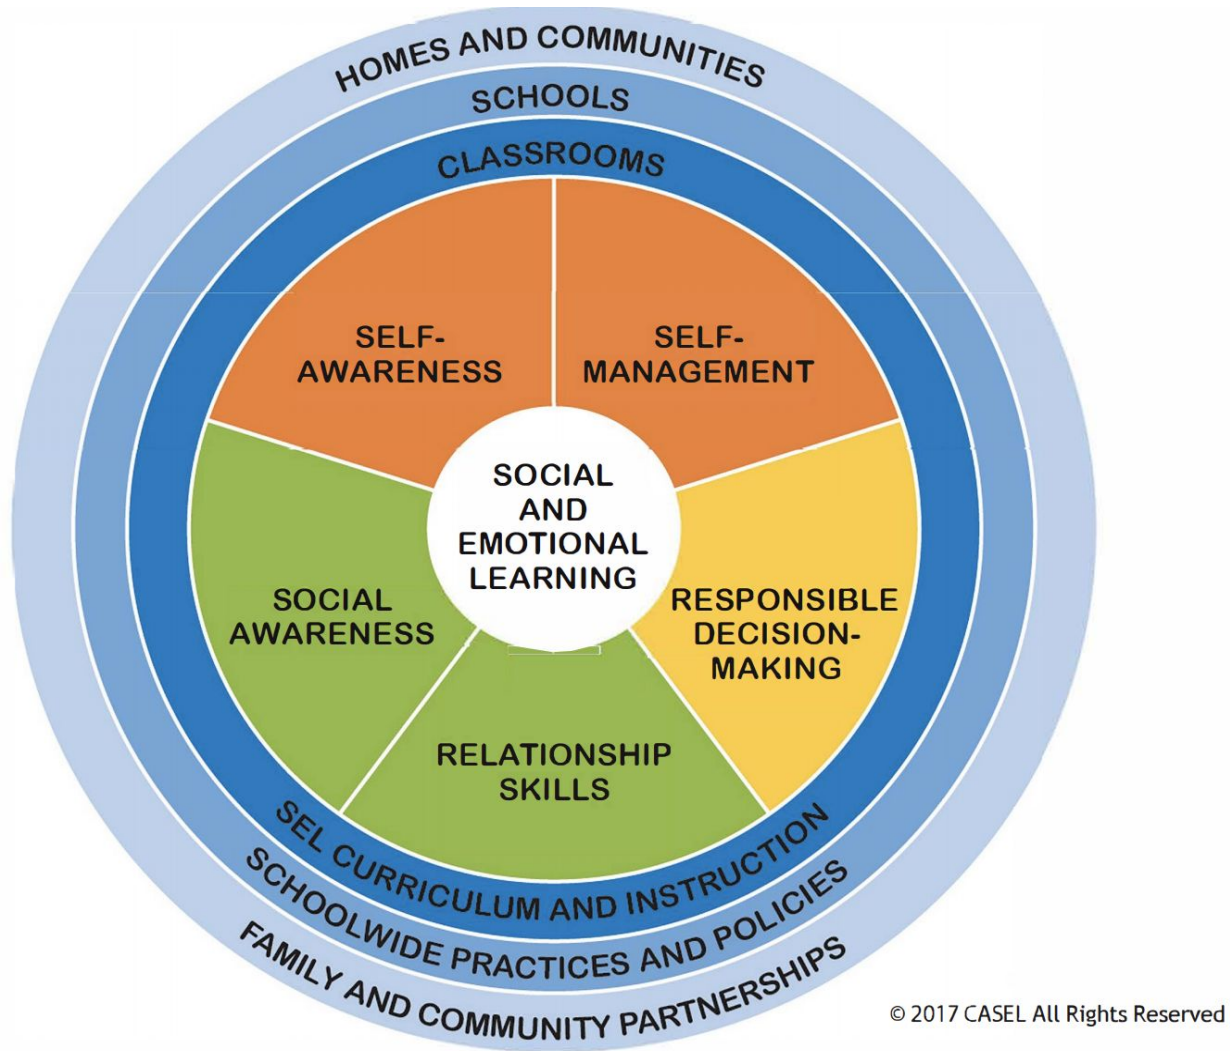 HOMES AND COMMUNITIES
SCHOOLS
CLASSROOMS
SELF-
AWARENESS
SELF-
MANAGEMENT
SOCIAL
AND
EMOTIONAL
LEARNING
SOCIAL
AWARENESS
RESPONSIBLE
DECISION-
MAKING
RELATIONSHIP
SKILLS
SEL CURRICULUM AND INSTRUCTION
SCHOOLWIDE PRACTICES AND POLICIES
FAMILY AND COMMUNITY PARTNERSHIPS
© 2017 CASEL All Rights Reserved